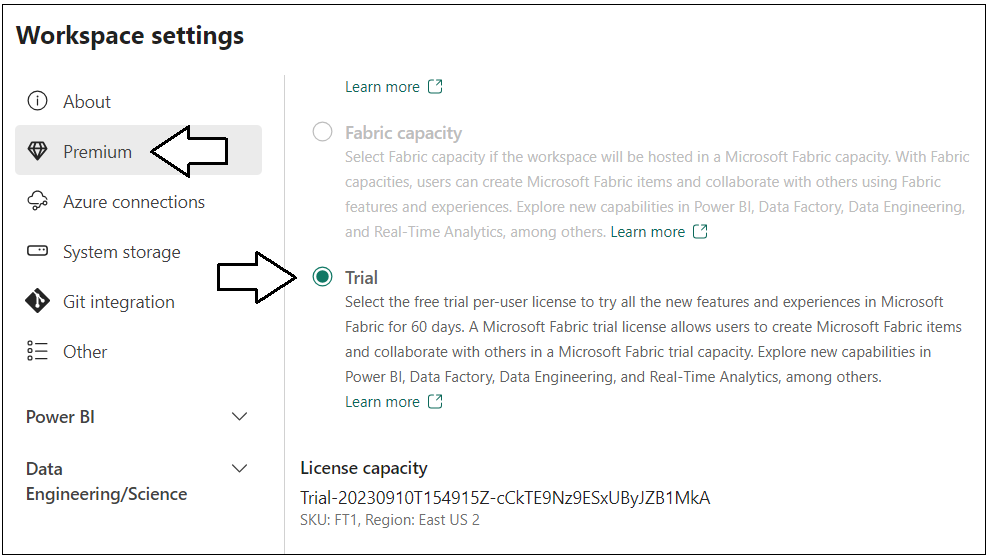 Workspace settings
About
Premium
Azure connections
System storage
Git integration
Other
Power BI
Data
Engineering/Science
Learn more
Fabric capacity
Select Fabric capacity if the workspace will be hosted in a Microsoft Fabric capacity. With Fabric
capacities, users can create Microsoft Fabric items and collaborate with others using Fabric
features and experiences. Explore new capabilities in Power BI, Data Factory, Data Engineering,
and Real-Time Analytics, among others. Learn more
Trial
Select the free trial per-user license to try all the new features and experiences in Microsoft
Fabric for 60 days. A Microsoft Fabric trial license allows users to create Microsoft Fabric items
and collaborate with others in a Microsoft Fabric trial capacity. Explore new capabilities in
Power BI, Data Factory, Data Engineering, and Real-Time Analytics, among others.
Learn more
License capacity
Trial-20230910T154915Z-cCkTE9Nz9ESxUByJZB1MkA
SKU: FT1, Region: East US 2